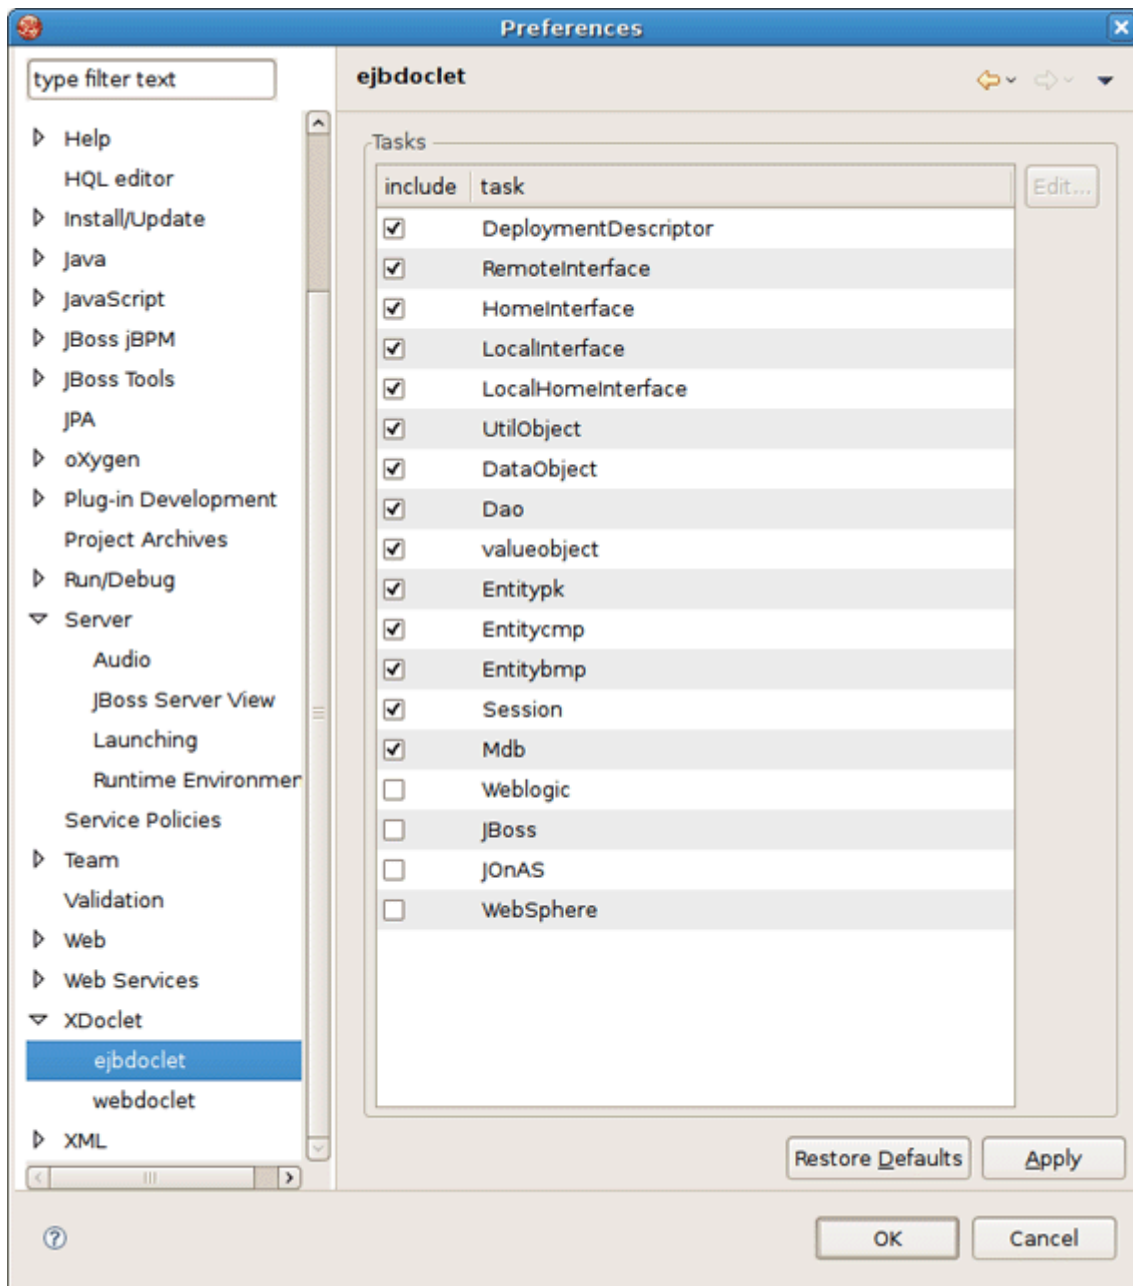 Preferences
type filter text
Help
HQL editor
Install/Update
Java
JavaScript
JBoss jBPM
JBoss Tools
JPA
oXygen
Plug-in Development
Project Archives
Run/Debug
Server
Audio
JBoss Server View
Launching
Runtime Environmen
Service Policies
Team
Validation
Web
Web Services
XDoclet
ejbdoclet
webdoclet
XML
ejbdoclet
Tasks
include task
Edit...
DeploymentDescriptor
RemoteInterface
HomeInterface
LocalInterface
LocalHomeInterface
UtilObject
DataObject
Dao
valueobject
Entitypk
Entitycmp
Entitybmp
Session
Mdb
Weblogic
JBoss
JOnAS
WebSphere
Restore Defaults Apply
OK Cancel